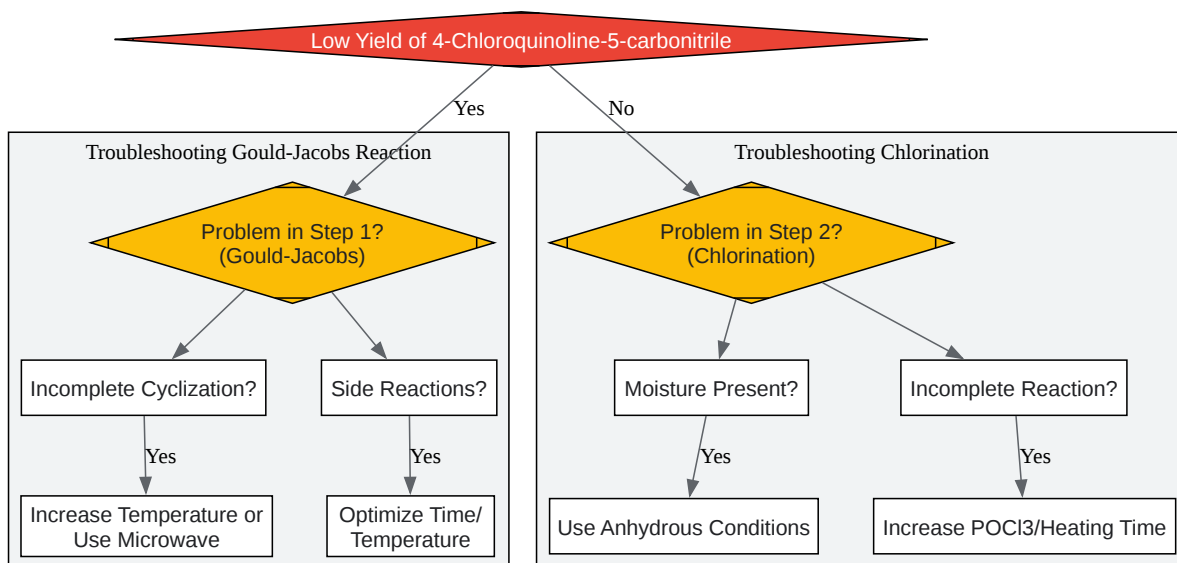 Low Yield of 4-Chloroquinoline-5-carbonitrile
Yes
No
Troubleshooting Gould-Jacobs Reaction
Troubleshooting Chlorination
Problem in Step 1?
(Gould-Jacobs)
Problem in Step 2?
(Chlorination)
Incomplete Cyclization?
Side Reactions?
Moisture Present?
Incomplete Reaction?
Yes
Yes
Yes
Yes
Increase Temperature or
Use Microwave
Optimize Time/
Temperature
Use Anhydrous Conditions
Increase POCl3/Heating Time